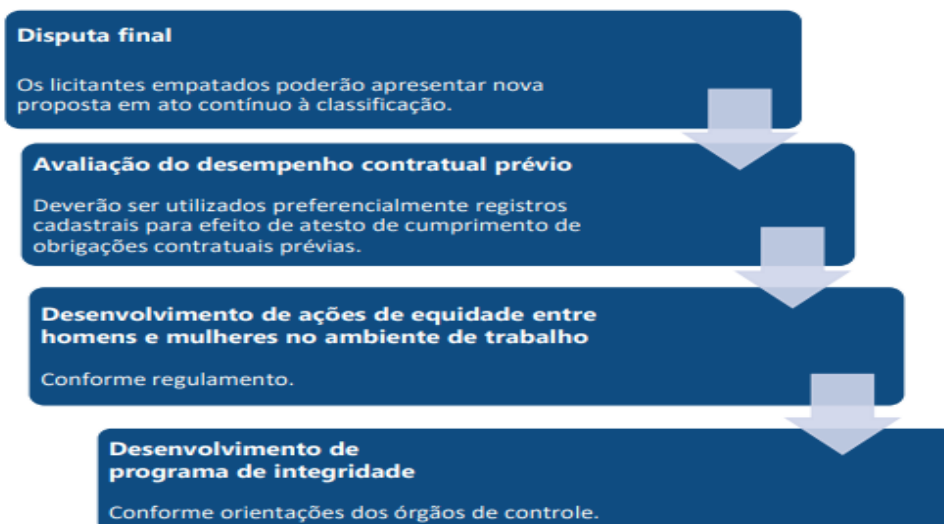 Disputa final
Os licitantes empatados poderão apresentar nova
proposta em ato contínuo à classificação.
Avaliação do desempenho contratual prévio
Deverão ser utilizados preferencialmente registros
cadastrais para efeito de atesto de cumprimento de
obrigações contratuais prévias.
Desenvolvimento de ações de equidade entre
homens e mulheres no ambiente de trabalho
Conforme regulamento.
Desenvolvimento de
programa de integridade
Conforme orientações dos órgãos de controle.